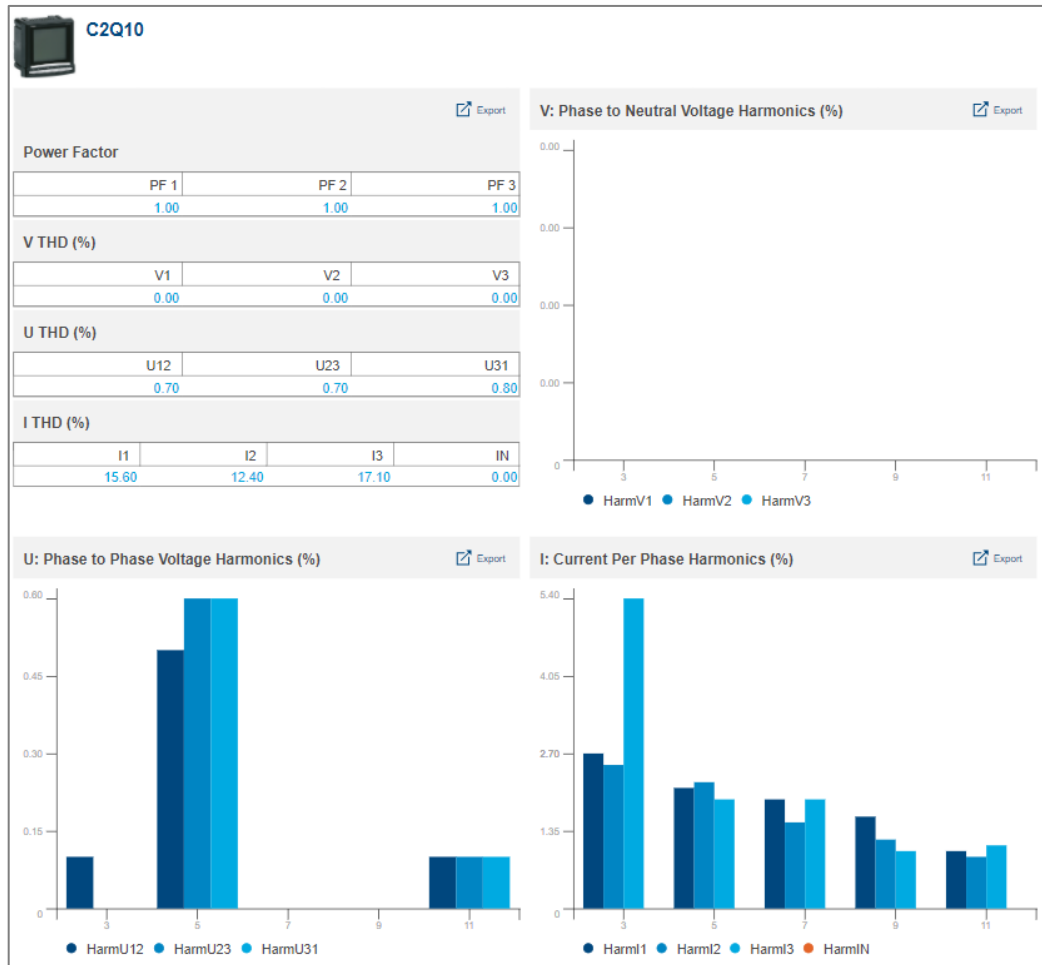 C2Q10
Export
Power Factor
PF 1 PF 2 PF 3
1.00 1.00 1.00
V THD (%)
V1 V2 V3
0.00 0.00 0.00
U THD (%)
U12 U23 U31
0.70 0.70 0.80
I THD (%)
I1 I2 I3 IN
15.60 12.40 17.10 0.00
V: Phase to Neutral Voltage Harmonics (%) Export
0.00
0.00
0.00
0.00
0
3 5 7 9 11
HarmV1 HarmV2 HarmV3
U: Phase to Phase Voltage Harmonics (%) Export
0.60
0.45
0.30
0.15
0
3 5 7 9 11
HarmU12 HarmU23 HarmU31
I: Current Per Phase Harmonics (%) Export
5.40
4.05
2.70
1.35
0
3 5 7 9 11
HarmI1 HarmI2 HarmI3 HarmIN